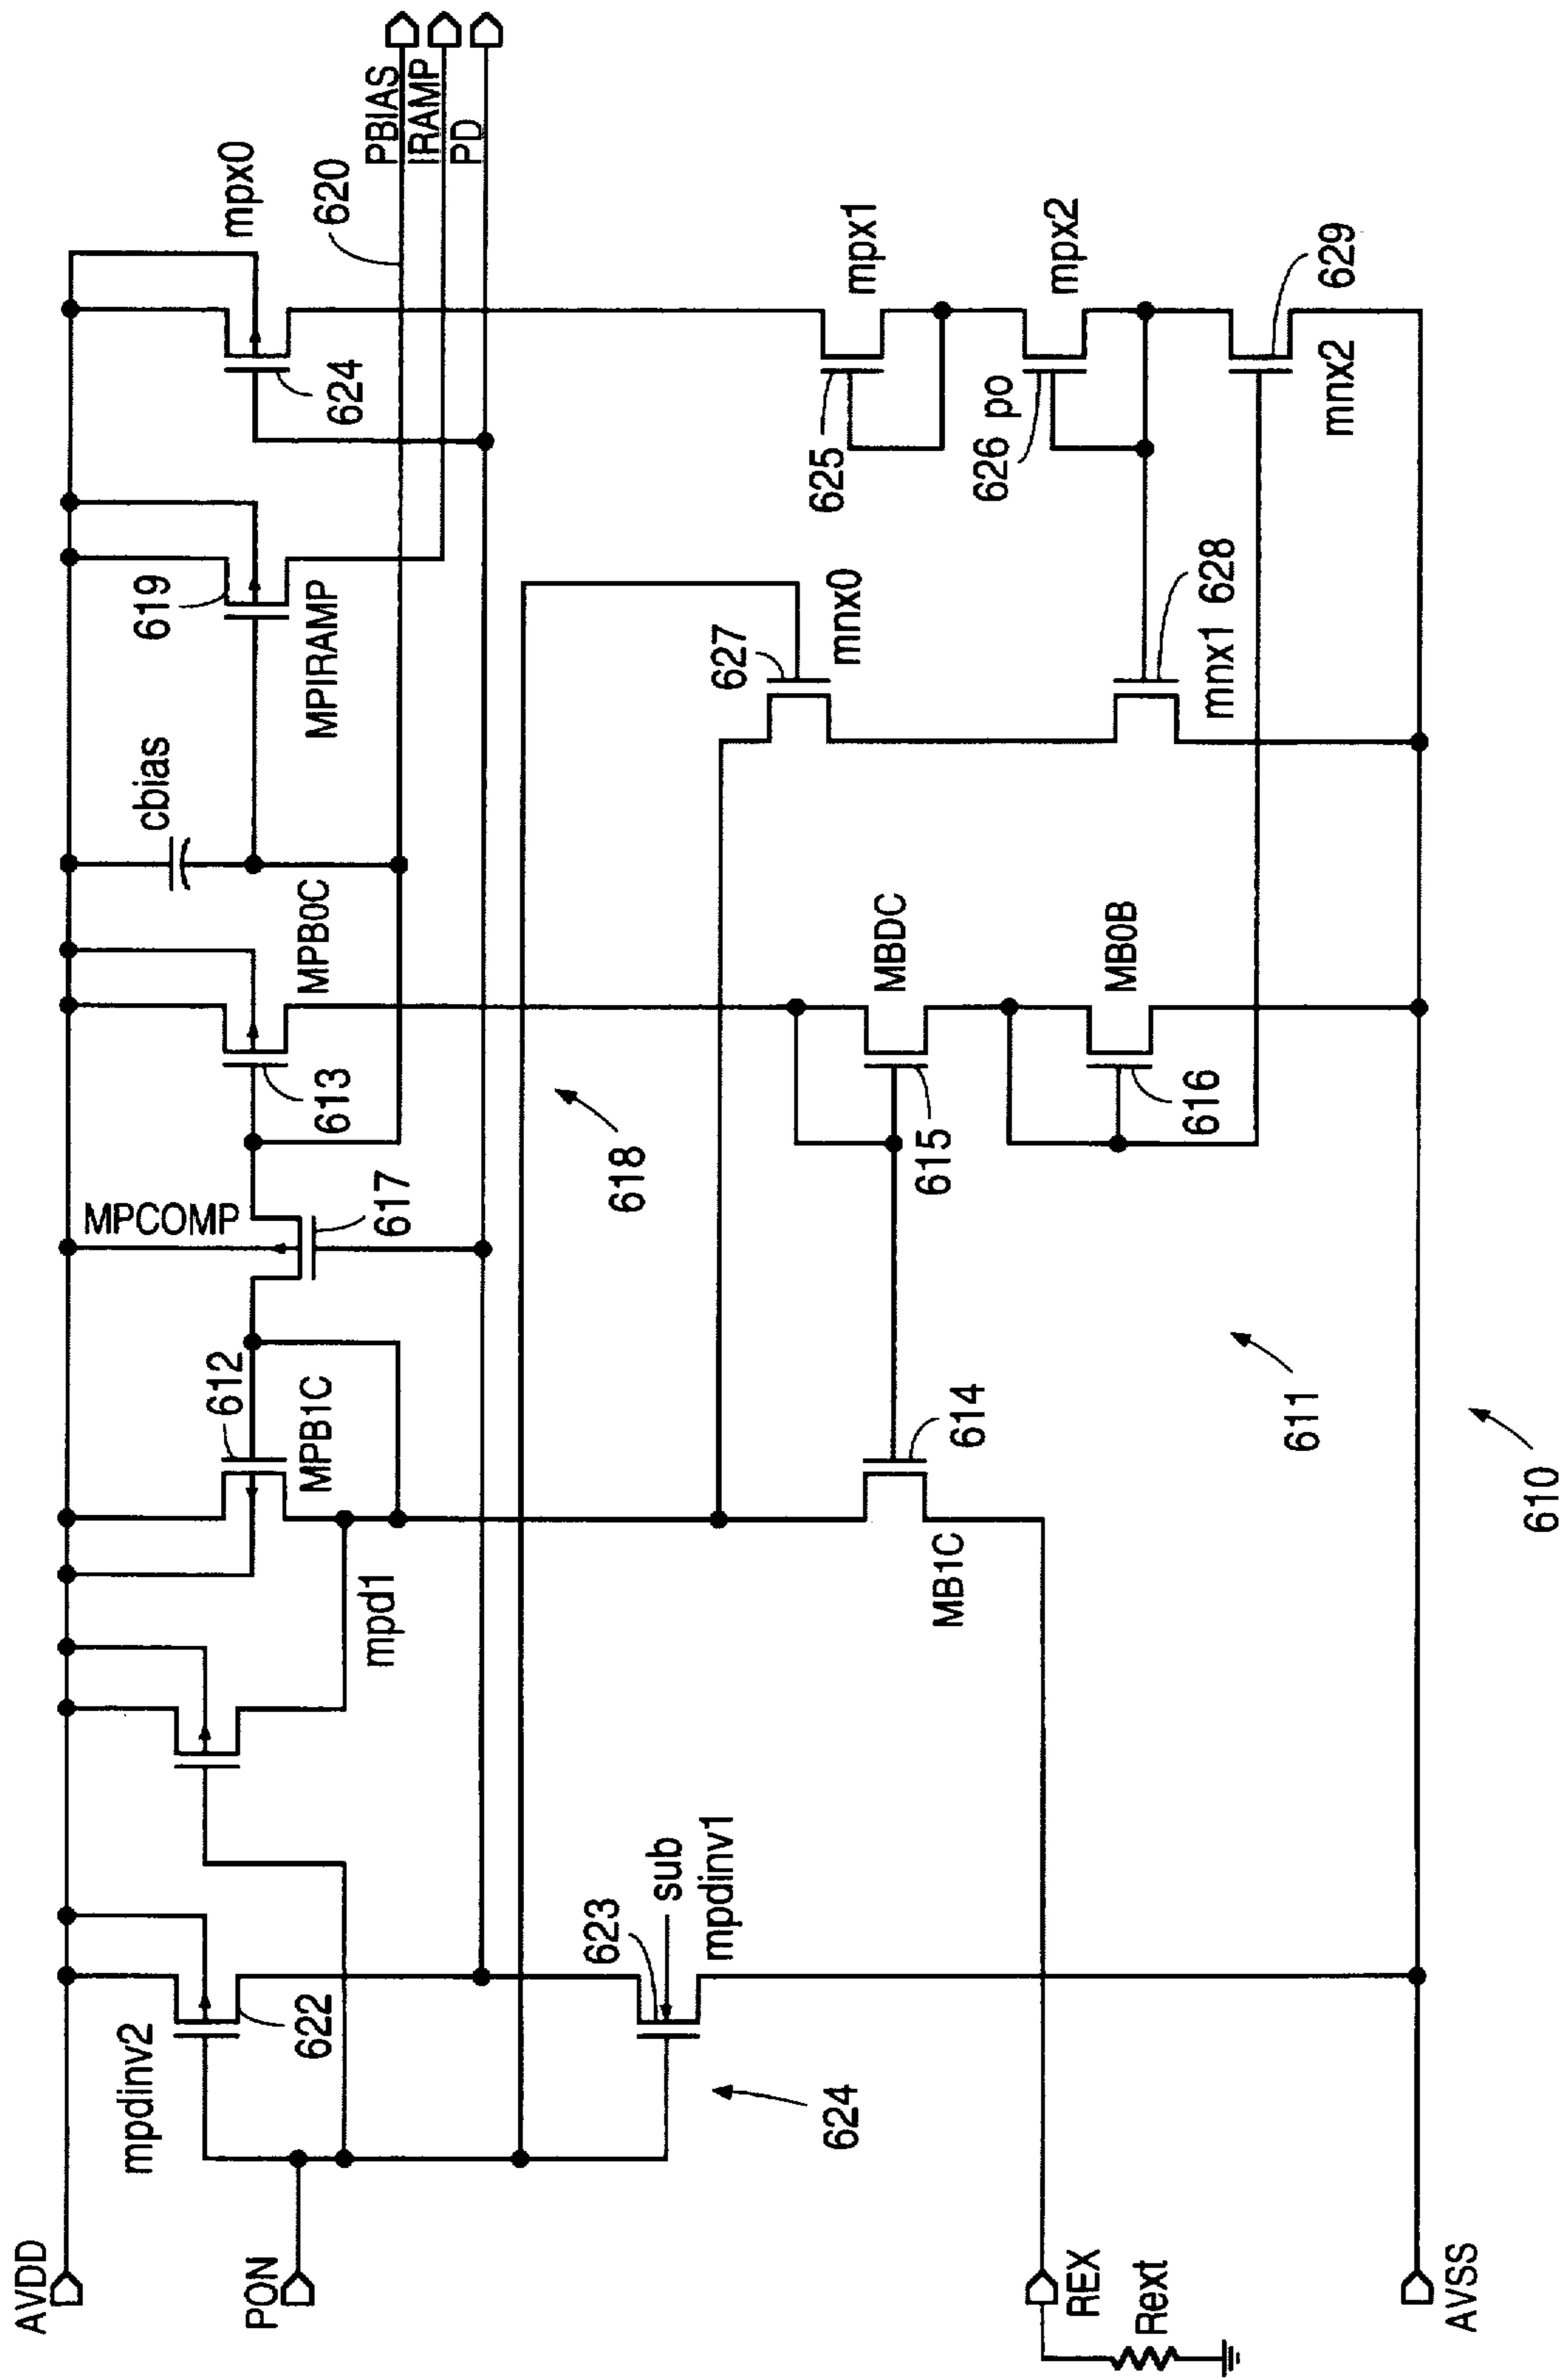 AVDD
PON
REX
Rext
AVSS
mpdinv2
622
623
sub
mpdinv1
624
mpd1
612
MPB1C
MPCOMP
617
613
MPB0C
cbias
619
MPIRAMP
mpx0
624
620
PBIAS
IRAMP
PD
618
MB1C
614
615
MBDC
616
MB0B
611
610
627
mnx0
mnx1 628
625
mpx1
626 po
mpx2
mnx2
629